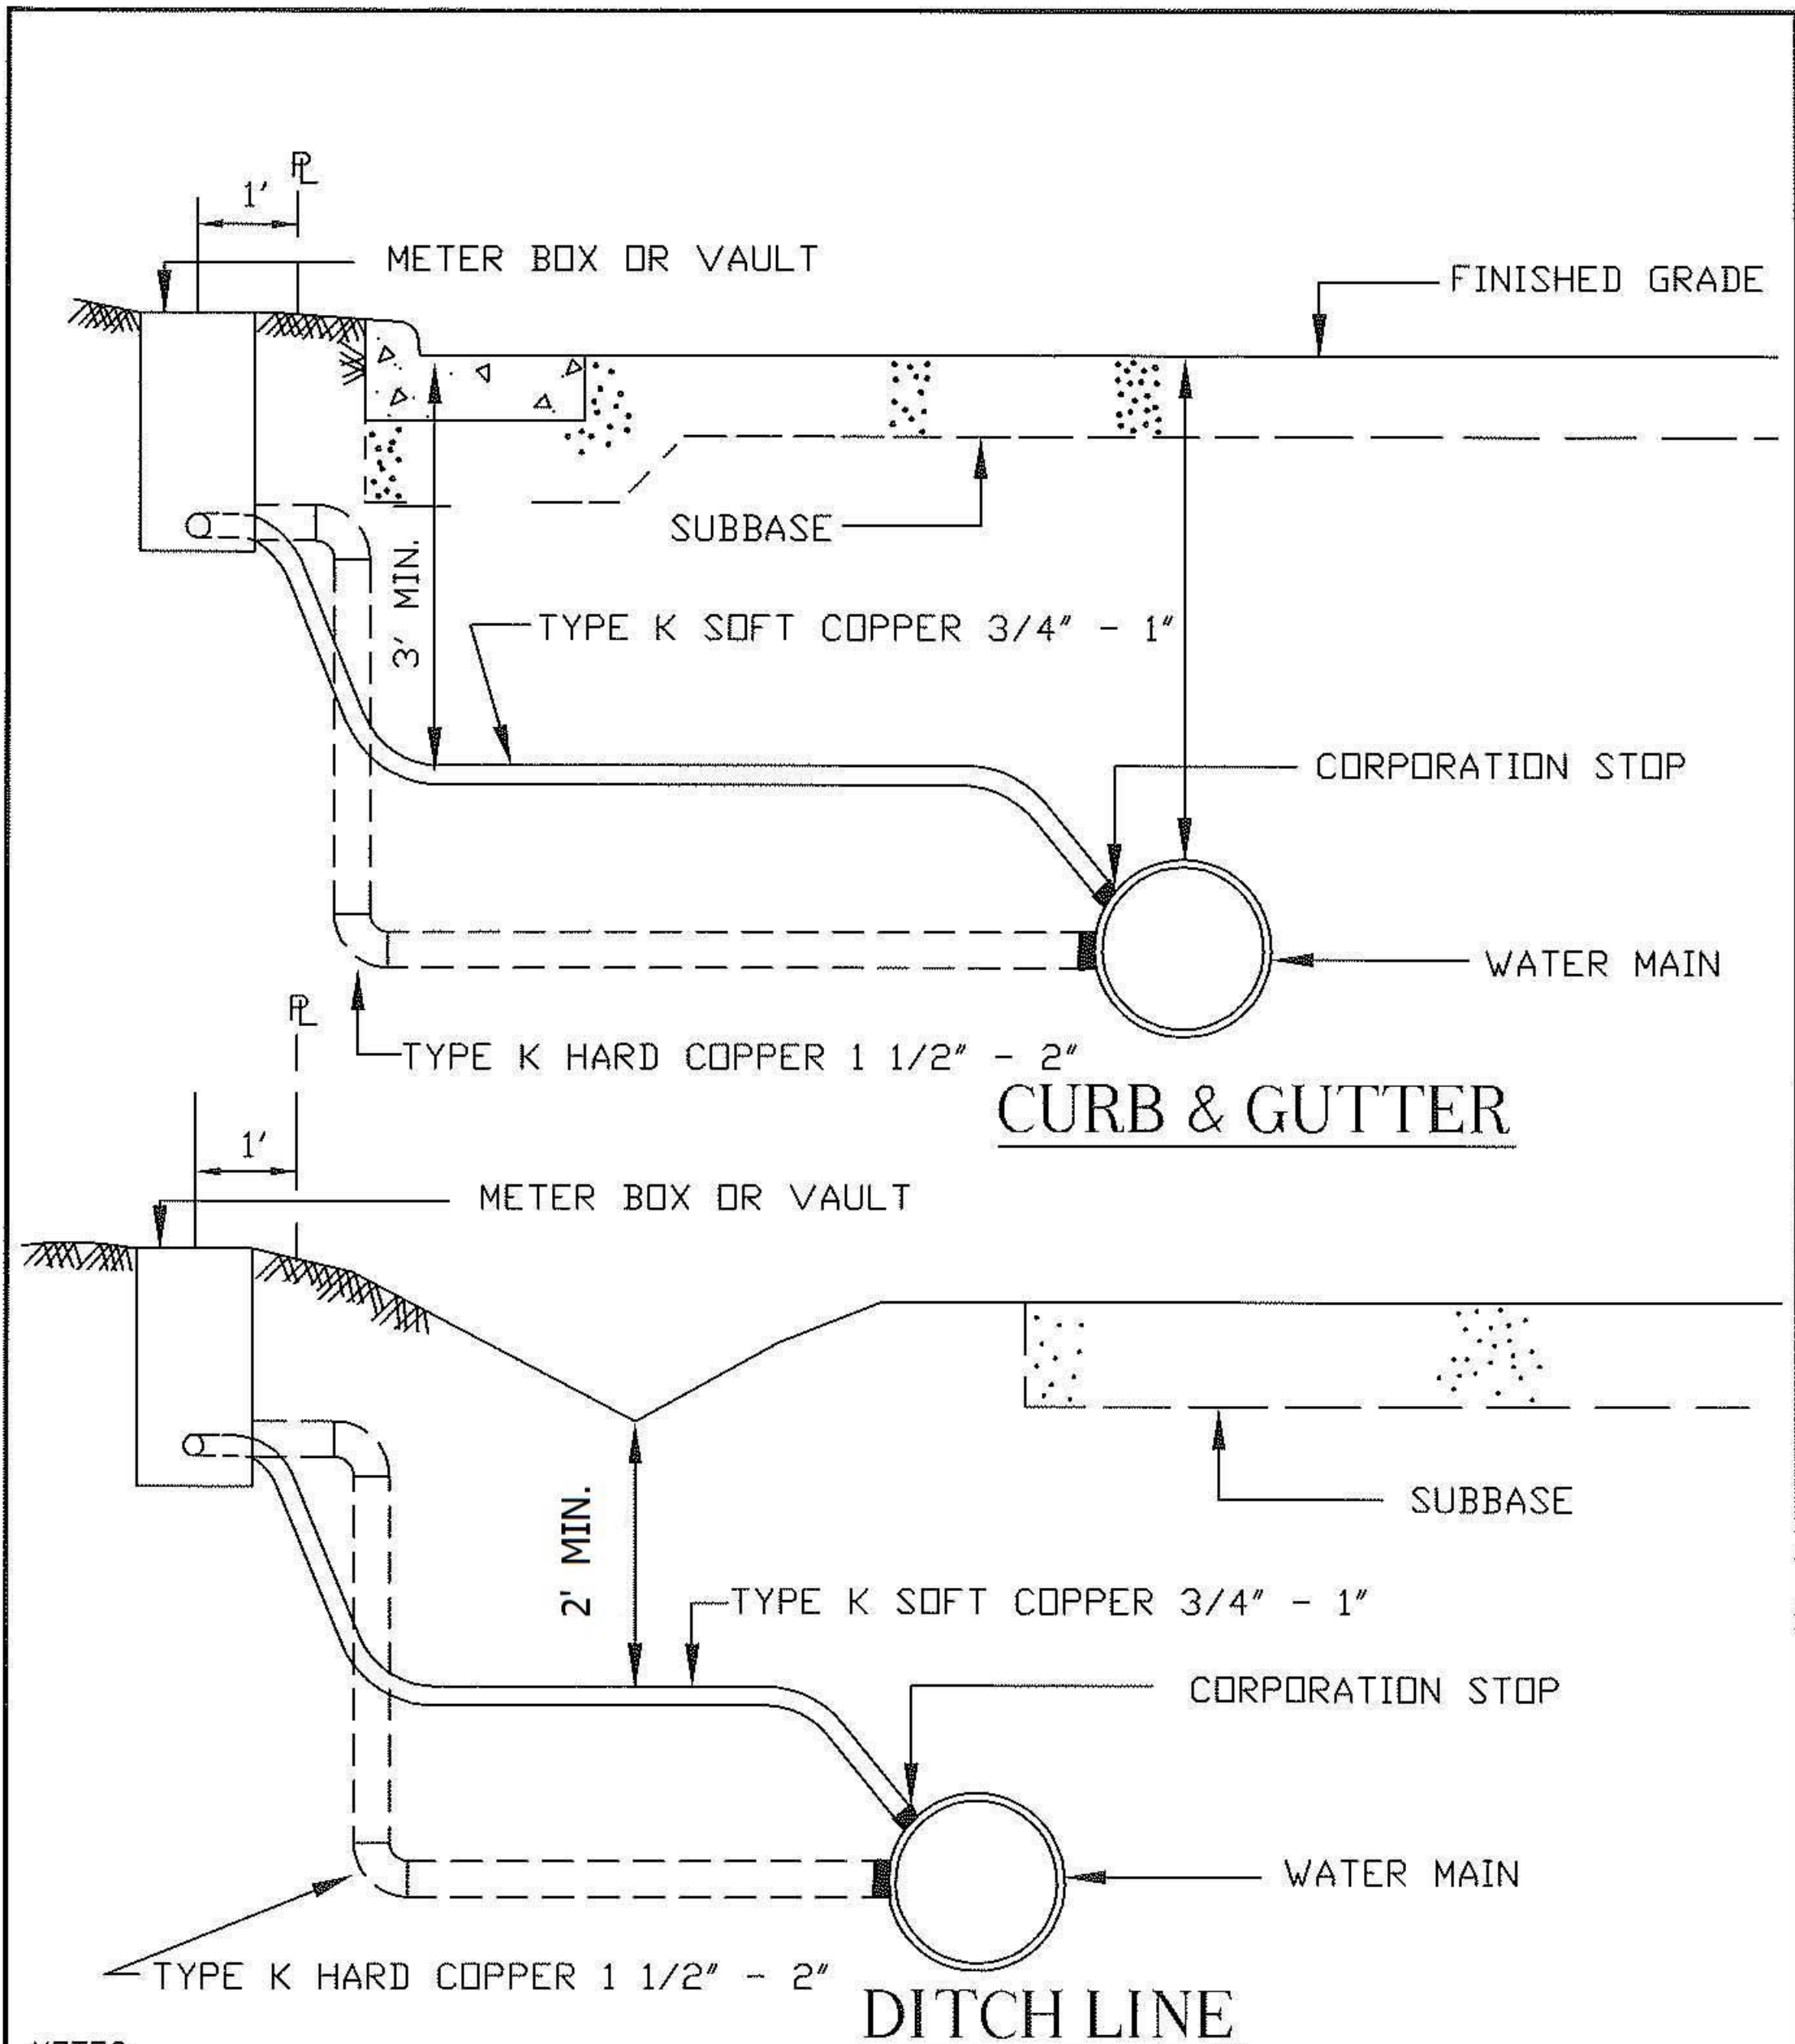 PL
1'
METER BOX OR VAULT
FINISHED GRADE
SUBBASE
3' MIN.
TYPE K SOFT COPPER 3/4" - 1"
CORPORATION STOP
WATER MAIN
PL
TYPE K HARD COPPER 1 1/2" - 2"
CURB & GUTTER
1'
METER BOX OR VAULT
SUBBASE
2' MIN.
TYPE K SOFT COPPER 3/4" - 1"
CORPORATION STOP
WATER MAIN
TYPE K HARD COPPER 1 1/2" - 2"
DITCH LINE